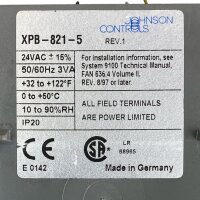 JOHNSON
CONTROLS
XPB-821-5
REV.1
24VAC ± 15%
50/60Hz 3VA
+32 to +122°F
0 to +50°C
10 to 90%RH
IP20
For installation information, see
System 9100 Technical Manual,
FAN 636.4 Volume II.
REV. 8/97 or later.
ALL FIELD TERMINALS
ARE POWER LIMITED
CE
E 0142
LR
68965
Made in Germany